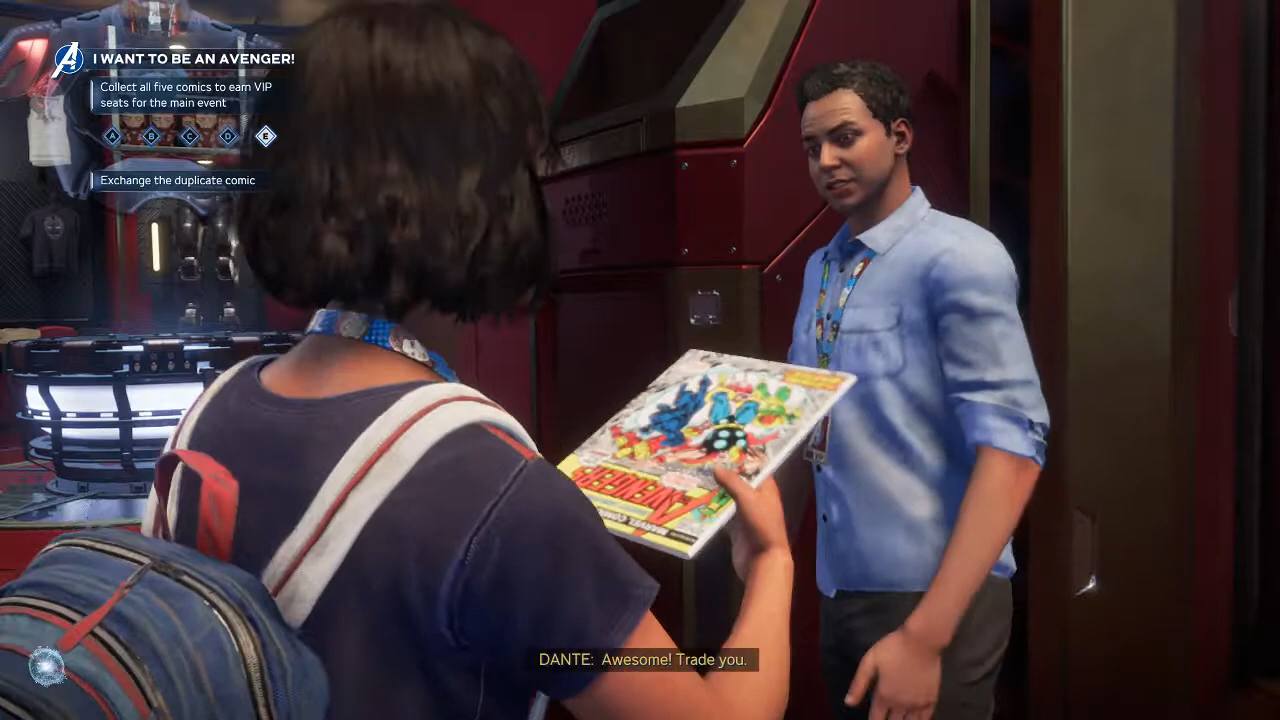 I WANT TO BE AN AVENGER!
Collect all five comics to earn VIP
seats for the main event
A B C D E
Exchange the duplicate comic
AVENGERS
MARVEL
DANTE: Awesome! Trade you.